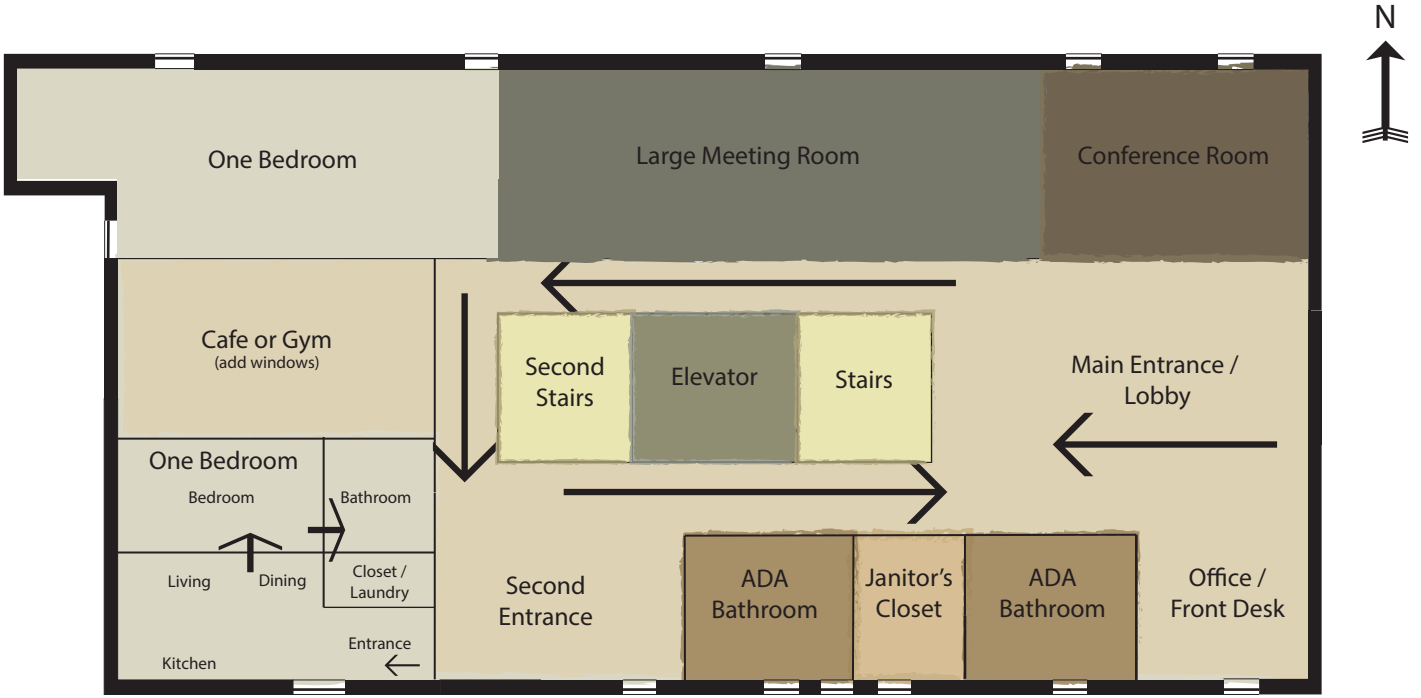 N
One Bedroom
Large Meeting Room
Conference Room
Cafe or Gym
(add windows)
Second
Stairs
Elevator
Stairs
Main Entrance /
Lobby
One Bedroom
Bedroom
Bathroom
Living
Dining
Closet /
Laundry
Kitchen
Entrance
Second
Entrance
ADA
Bathroom
Janitor's
Closet
ADA
Bathroom
Office /
Front Desk